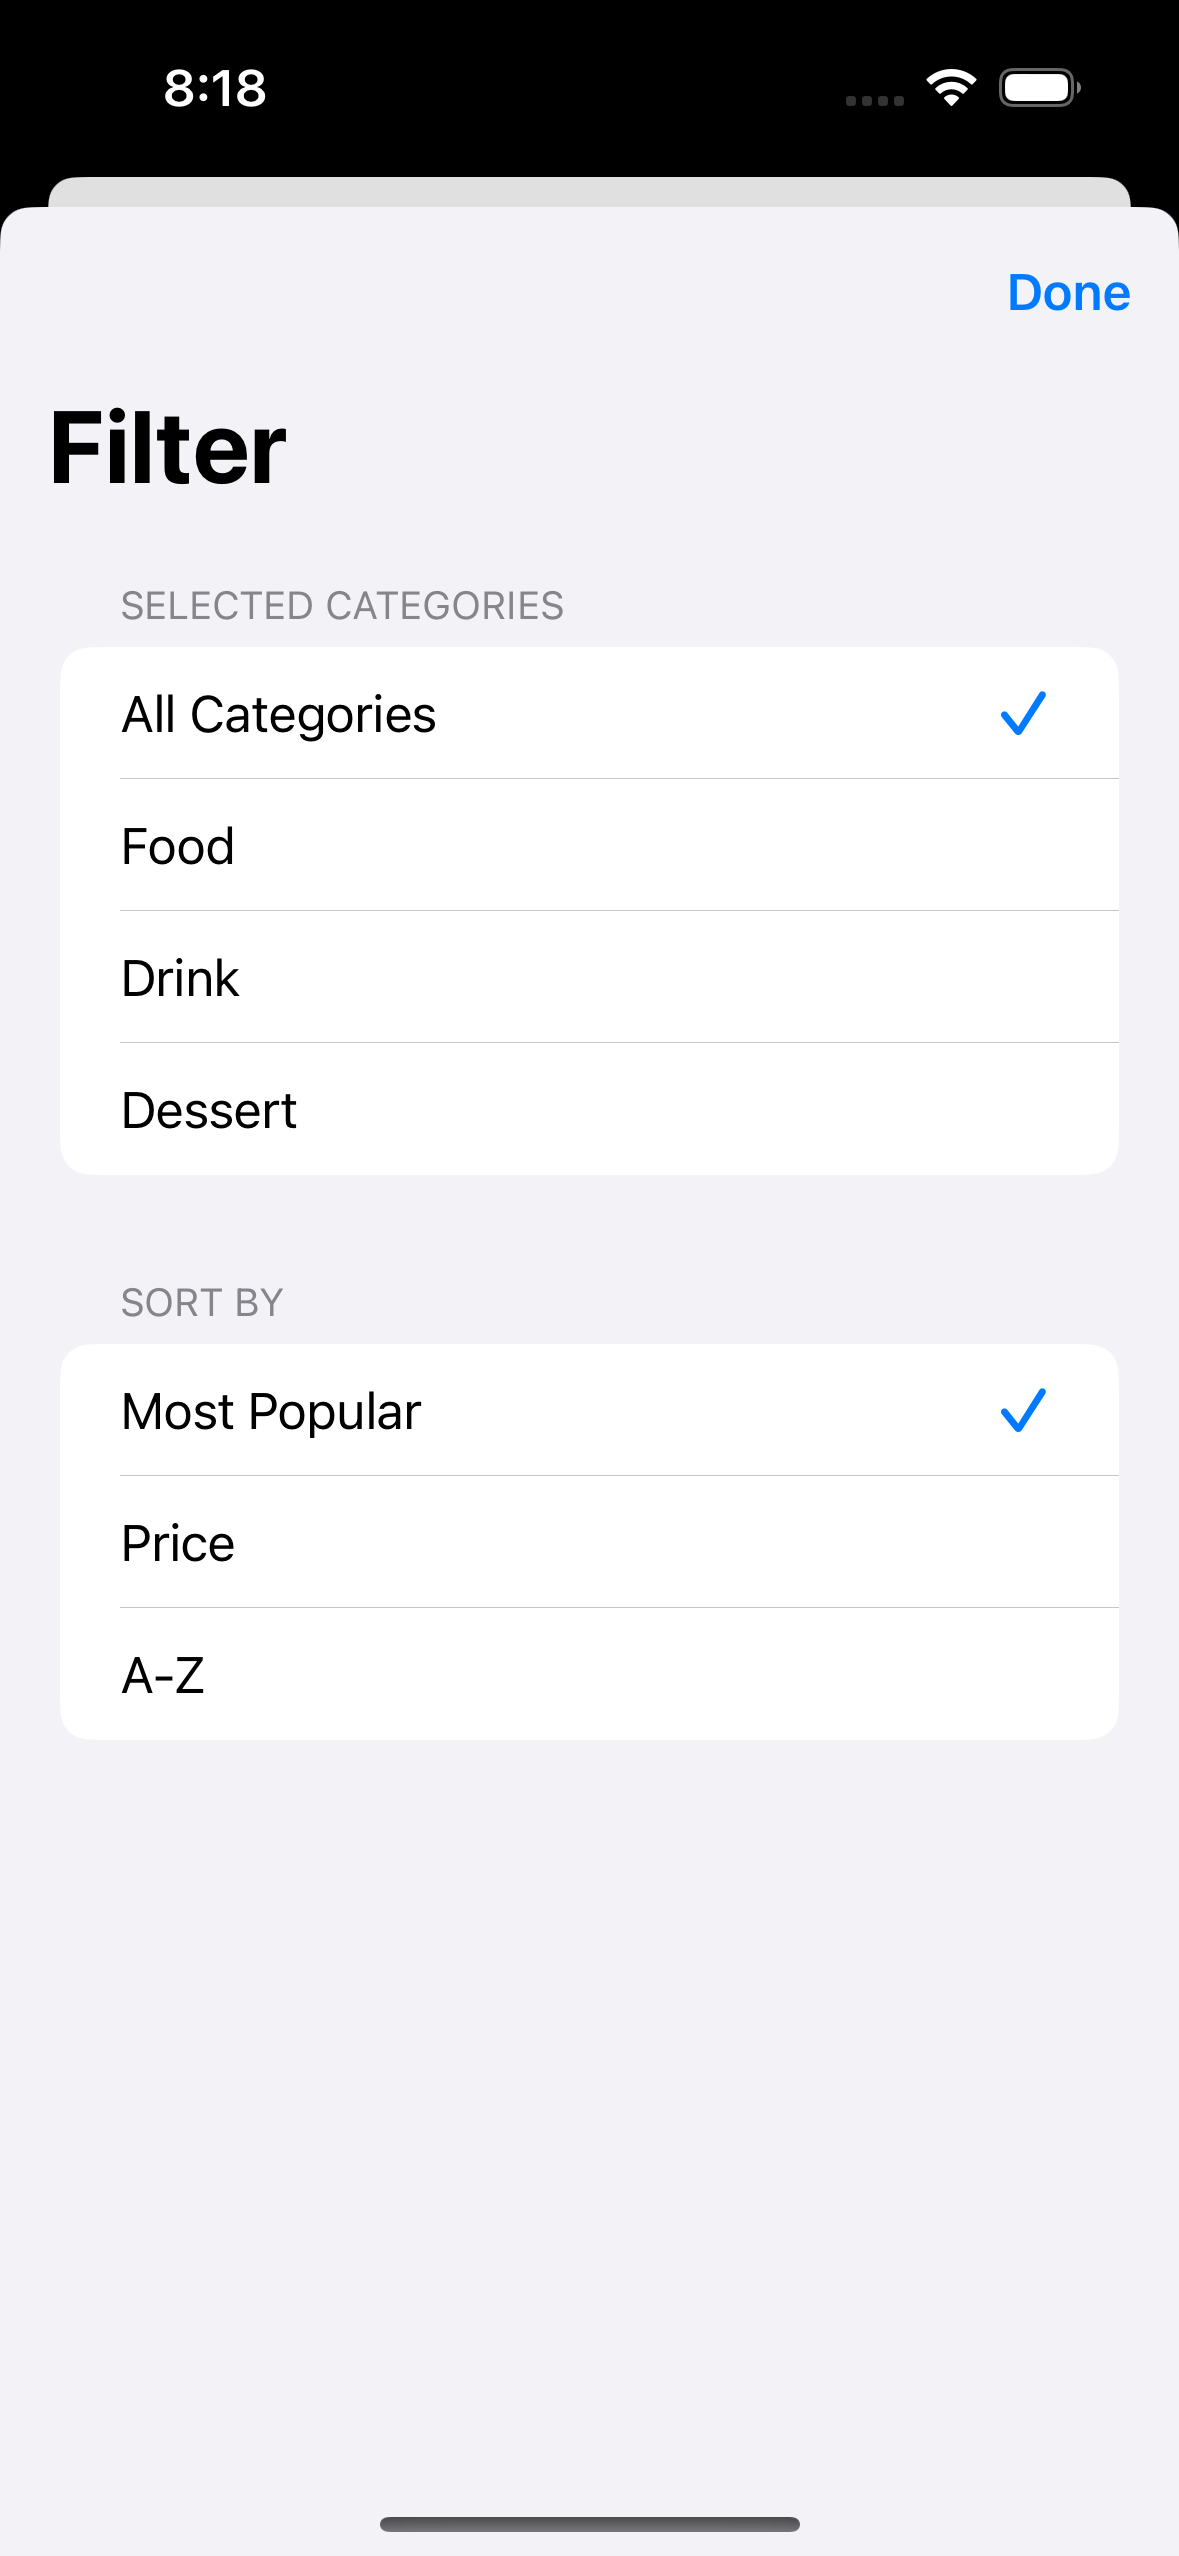 8:18
Done
Filter
SELECTED CATEGORIES
All Categories
Food
Drink
Dessert
SORT BY
Most Popular
Price
A-Z